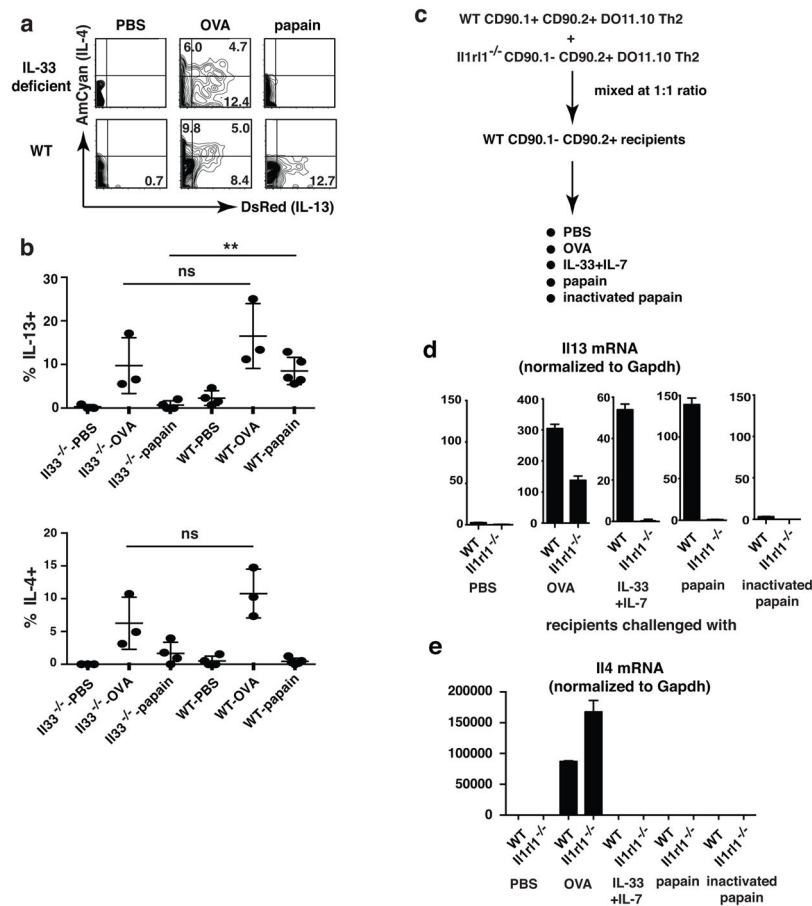 a
PBS
OVA
papain
IL-33
deficient
AmCyan (IL-4)
6.0
4.7
12.4
WT
9.8
5.0
0.7
8.4
12.7
DsRed (IL-13)
b
**
ns
% IL-13+
30
20
10
0
Il33-/--PBS
Il33-/--OVA
Il33-/--papain
WT-PBS
WT-OVA
WT-papain
ns
% IL-4+
20
15
10
5
0
Il33-/--PBS
Il33-/--OVA
Il33-/--papain
WT-PBS
WT-OVA
WT-papain
c
WT CD90.1+ CD90.2+ DO11.10 Th2
+
Il1rl1-/- CD90.1- CD90.2+ DO11.10 Th2
mixed at 1:1 ratio
WT CD90.1- CD90.2+ recipients
● PBS
● OVA
● IL-33+IL-7
● papain
● inactivated papain
d
Il13 mRNA
(normalized to Gapdh)
150
100
50
0
400
300
200
100
0
60
40
20
0
150
100
50
0
150
100
50
0
WT
Il1rl1-/-
WT
Il1rl1-/-
WT
Il1rl1-/-
WT
Il1rl1-/-
WT
Il1rl1-/-
PBS
OVA
IL-33
+IL-7
papain
inactivated
papain
recipients challenged with
e
Il4 mRNA
(normalized to Gapdh)
200000
150000
100000
50000
0
WT
Il1rl1-/-
WT
Il1rl1-/-
WT
Il1rl1-/-
WT
Il1rl1-/-
WT
Il1rl1-/-
PBS
OVA
IL-33
+IL-7
papain
inactivated
papain